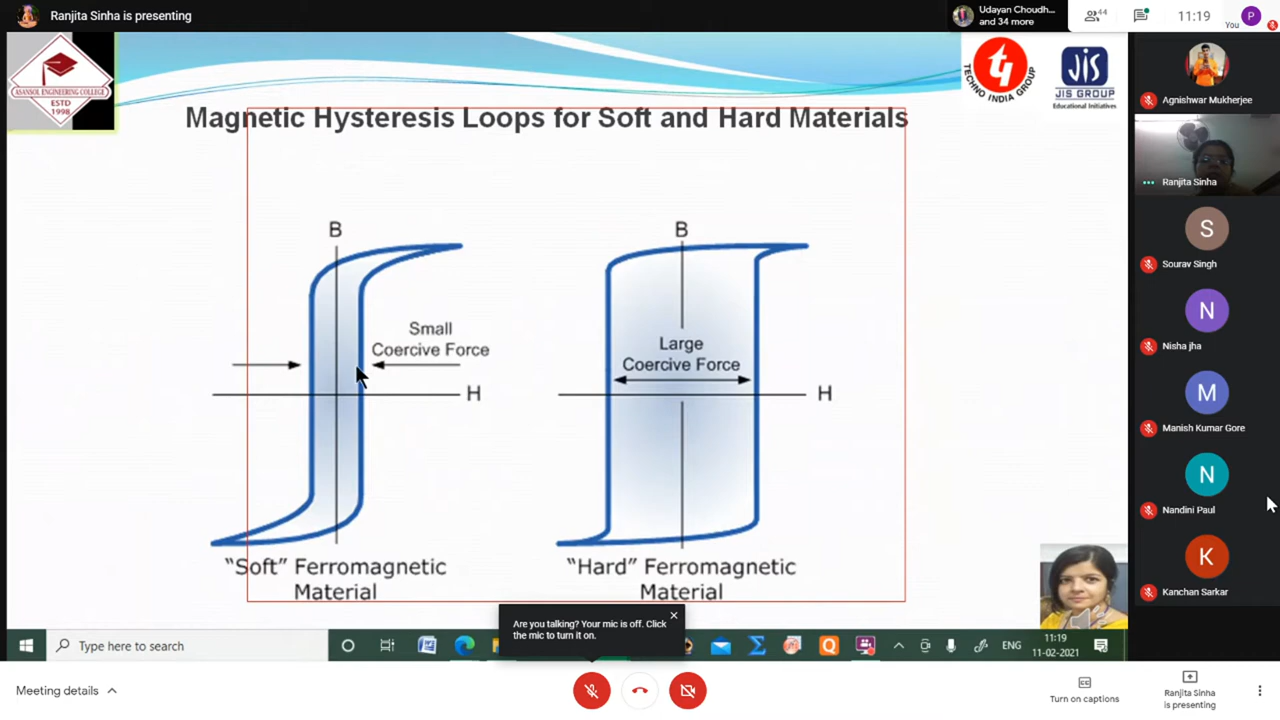 Ranjita Sinha is presenting
Udayan Choudh...
and 34 more
44
11:19
P
You
ASANSOL ENGINEERING COLLEGE
ESTD
1998
TECHNO INDIA GROUP
JIS
JIS GROUP
Educational Initiatives
Magnetic Hysteresis Loops for Soft and Hard Materials
B
Small
Coercive Force
H
"Soft" Ferromagnetic
Material
B
Large
Coercive Force
H
"Hard" Ferromagnetic
Material
Agnishwar Mukherjee
Ranjita Sinha
S
Sourav Singh
N
Nisha jha
M
Manish Kumar Gore
N
Nandini Paul
K
Kanchan Sarkar
Are you talking? Your mic is off. Click
the mic to turn it on.
Type here to search
ENG
11:19
11-02-2021
Meeting details
Turn on captions
Ranjita Sinha
is presenting